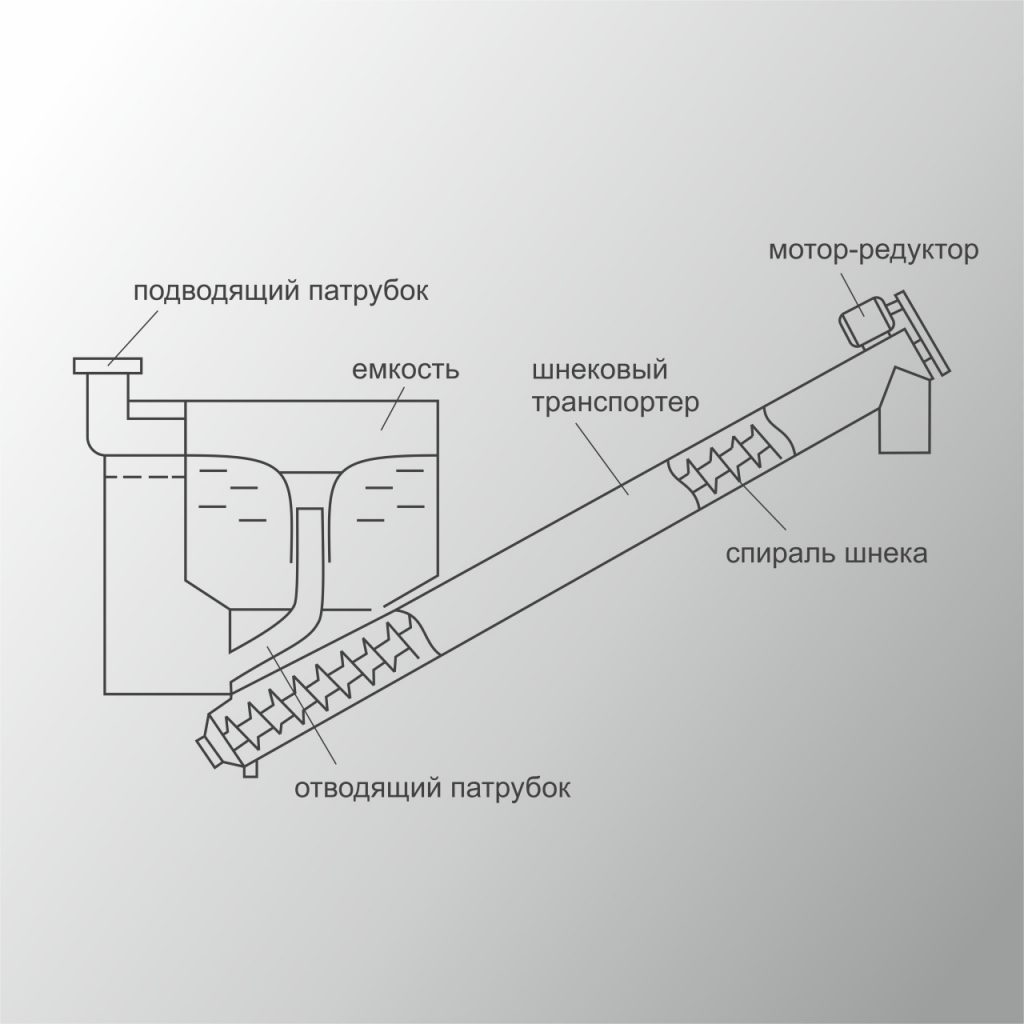 мотор-редуктор
подводящий патрубок
емкость
шнековый
транспортер
спираль шнека
отводящий патрубок